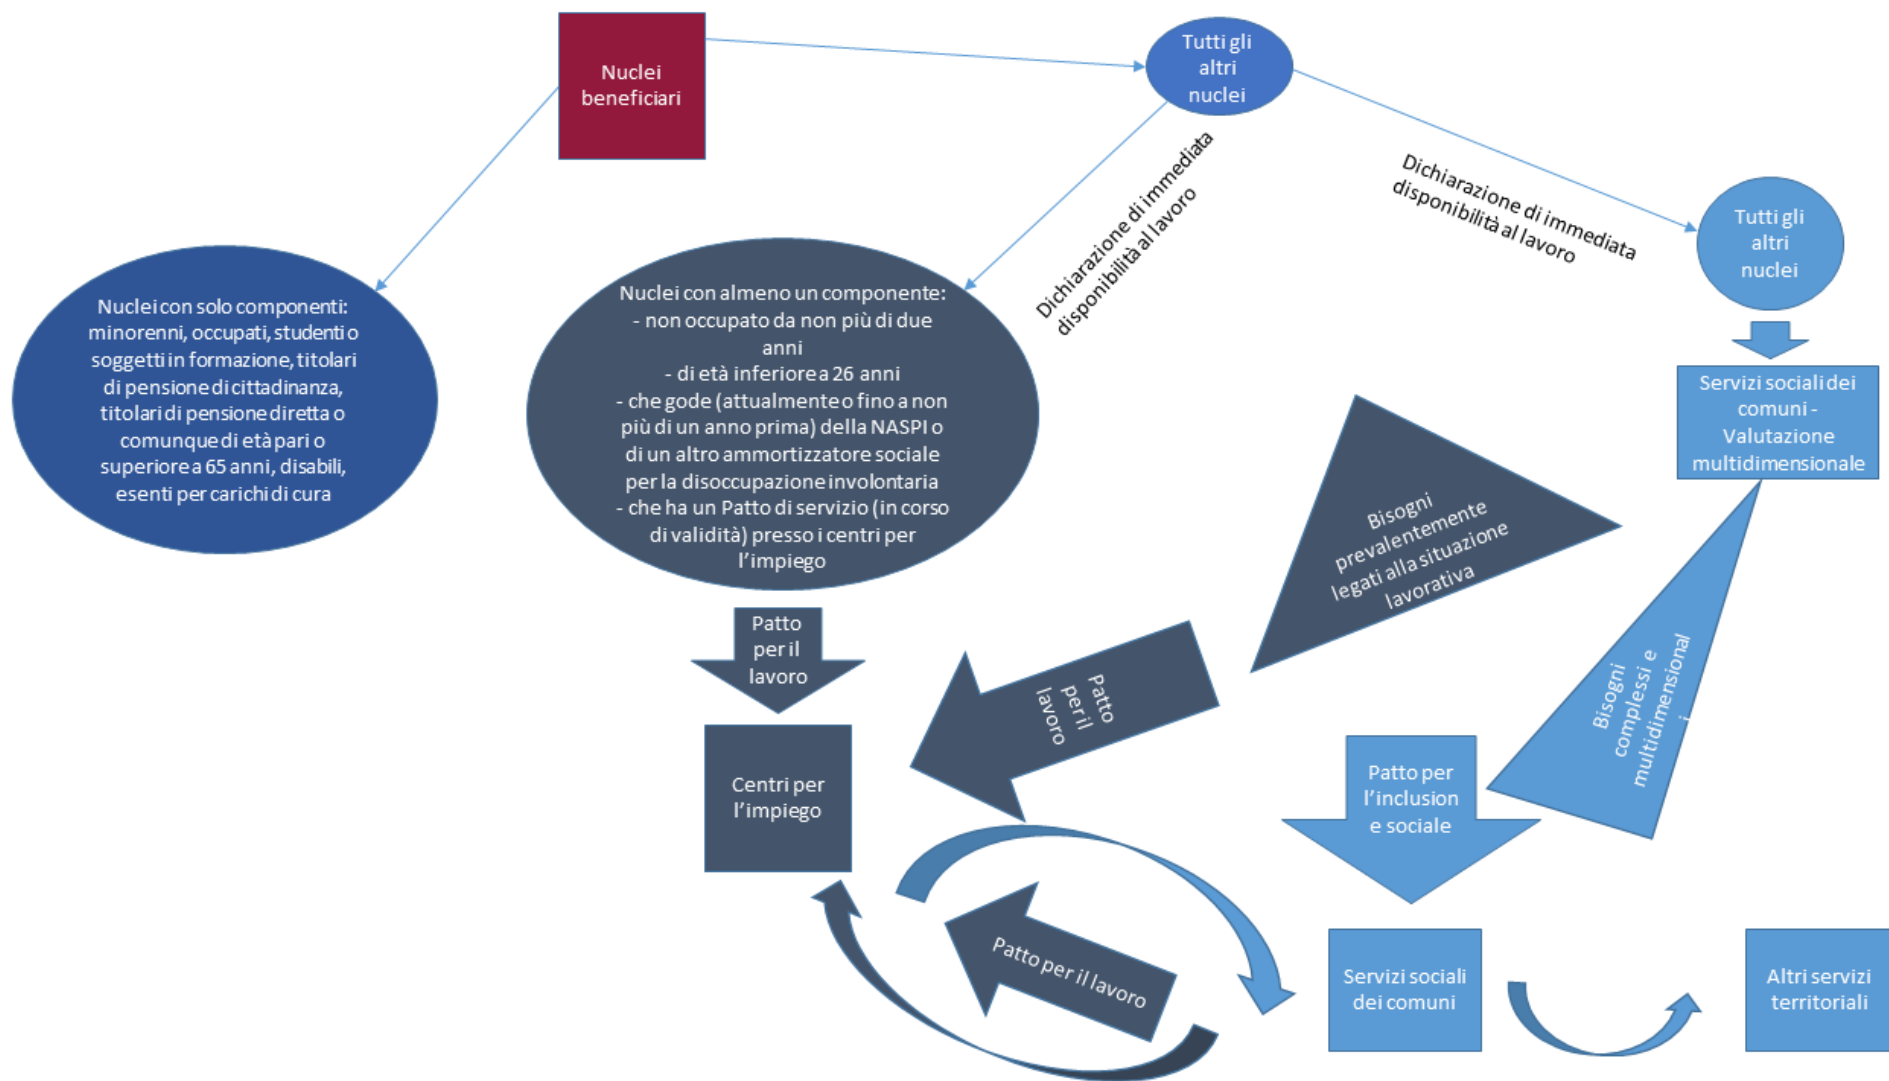 Nuclei
beneficiari
Tutti gli
altri
nuclei
Dichiarazione di immediata
disponibilità al lavoro
Dichiarazione di immediata
disponibilità al lavoro
Tutti gli
altri
nuclei
Nuclei con solo componenti:
minorenni, occupati, studenti o
soggetti in formazione, titolari
di pensione di cittadinanza,
titolari di pensione diretta o
comunque di età pari o
superiore a 65 anni, disabili,
esenti per carichi di cura
Nuclei con almeno un componente:
- non occupato da non più di due
anni
- di età inferiore a 26 anni
- che gode (attualmente o fino a non
più di un anno prima) della NASPI o
di un altro ammortizzatore sociale
per la disoccupazione involontaria
- che ha un Patto di servizio (in corso
di validità) presso i centri per
l'impiego
Servizi sociali dei
comuni -
Valutazione
multidimensionale
Bisogni
prevalentemente
legati alla situazione
lavorativa
Bisogni
complessi e
multidimensional
i
Patto
per il
lavoro
Patto
per il
lavoro
Centri per
l'impiego
Patto per
l'inclusion
e sociale
Patto per il lavoro
Servizi sociali
dei comuni
Altri servizi
territoriali